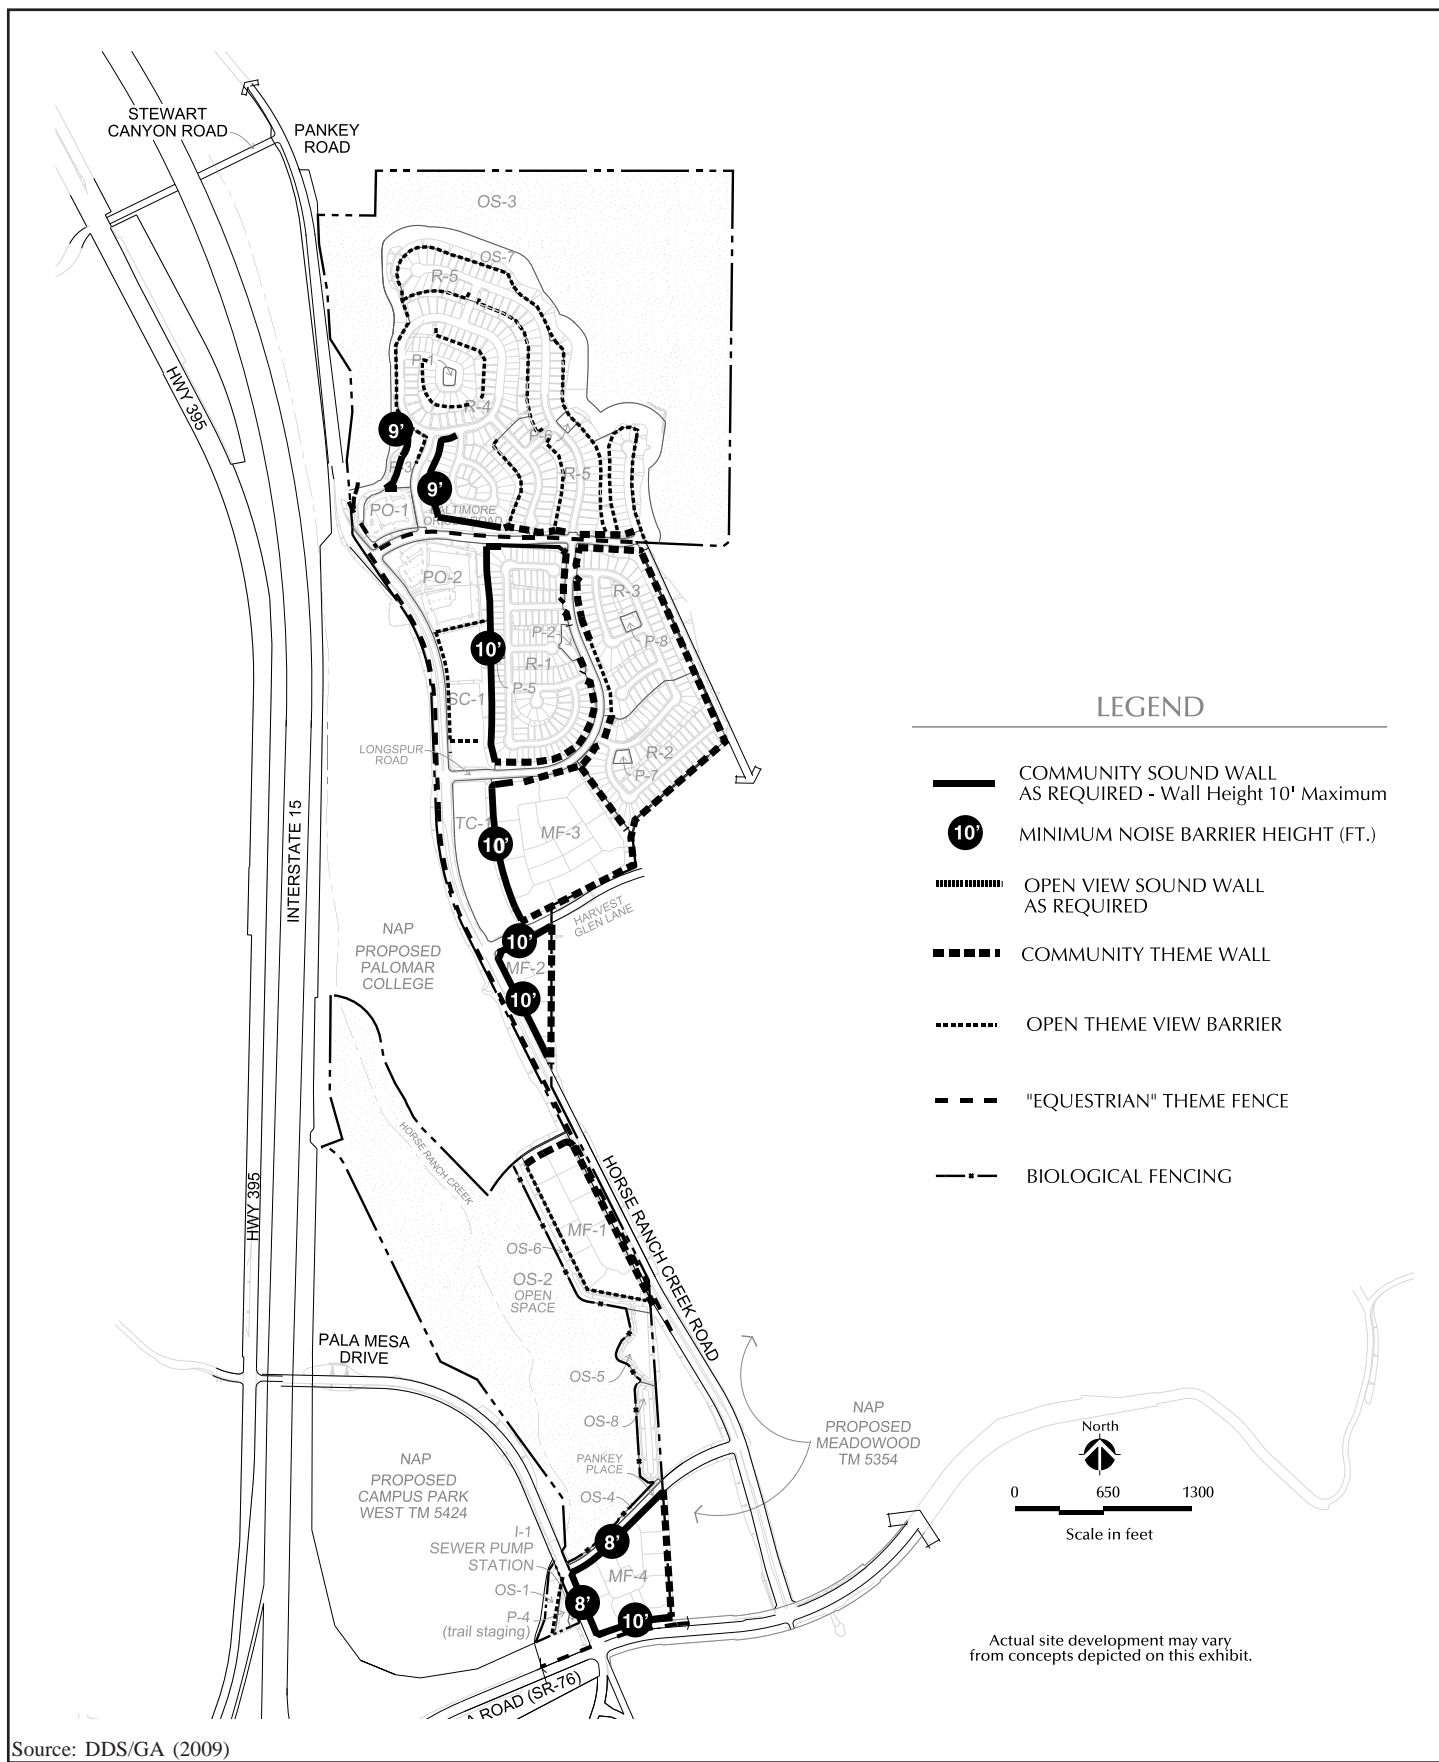 STEWART
CANYON ROAD
PANKEY
ROAD
OS-3
OS-7
R-5
HWY 395
P-1
R-4
9'
P-6
P-3
R-5
9'
PO-1
BALTIMORE
ROAD
PO-2
R-3
P-2
P-8
10'
R-1
P-5
SC-1
LONGSPUR
ROAD
R-2
P-7
TC-1
MF-3
10'
INTERSTATE 15
HARVEST
GLEN LANE
NAP
PROPOSED
PALOMAR
COLLEGE
10'
MF-2
10'
HORSE RANCH CREEK
HORSE RANCH CREEK ROAD
HWY 395
MF-1
OS-6
OS-2
OPEN
SPACE
PALA MESA
DRIVE
OS-5
OS-8
NAP
PROPOSED
MEADOWOOD
TM 5354
NAP
PROPOSED
CAMPUS PARK
WEST TM 5424
PANKEY
PLACE
OS-4
I-1
SEWER PUMP
STATION
8'
MF-4
OS-1
8'
P-4
(trail staging)
10'
A ROAD (SR-76)
LEGEND
COMMUNITY SOUND WALL
AS REQUIRED - Wall Height 10' Maximum
10'
MINIMUM NOISE BARRIER HEIGHT (FT.)
OPEN VIEW SOUND WALL
AS REQUIRED
COMMUNITY THEME WALL
OPEN THEME VIEW BARRIER
"EQUESTRIAN" THEME FENCE
BIOLOGICAL FENCING
North
0 650 1300
Scale in feet
Actual site development may vary
from concepts depicted on this exhibit.
Source: DDS/GA (2009)